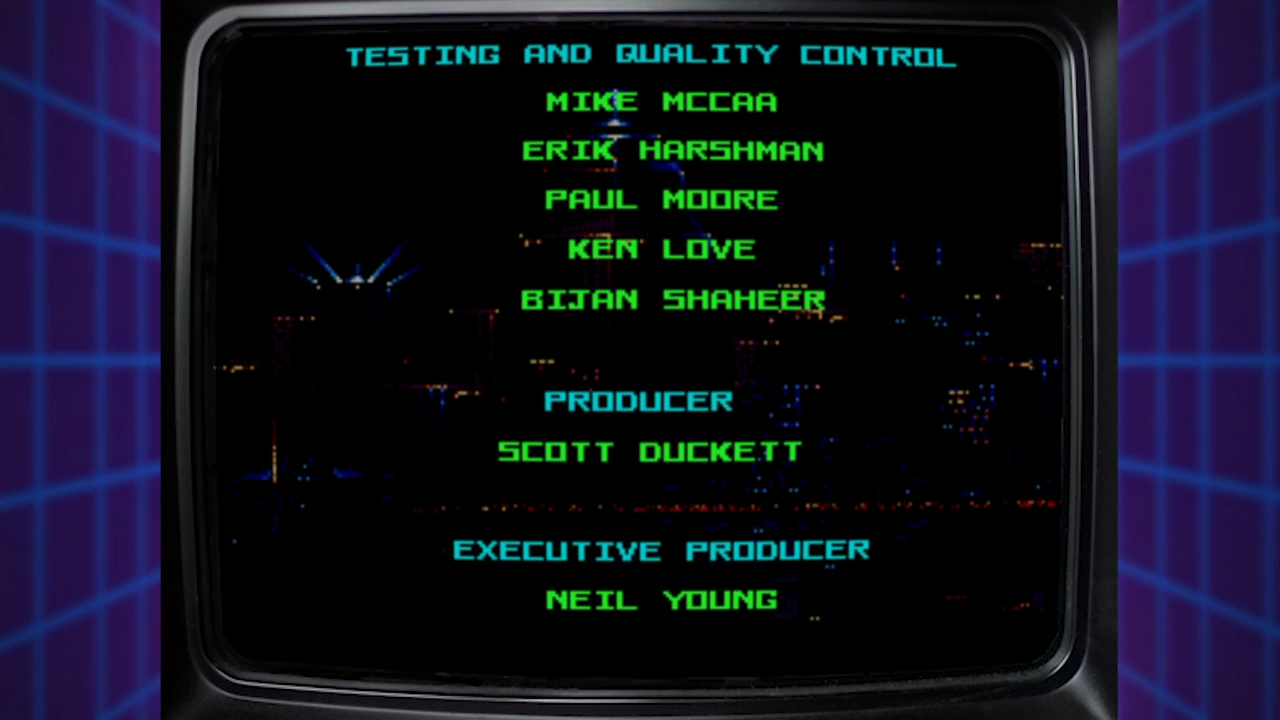 TESTING AND QUALITY CONTROL
MIKE MCCAA
ERIK HARSHMAN
PAUL MOORE
KEN LOVE
BIJAN SHAHEER
PRODUCER
SCOTT DUCKETT
EXECUTIVE PRODUCER
NEIL YOUNG